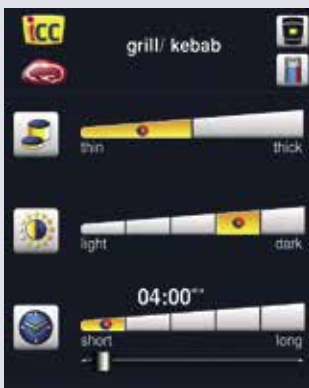 icc
grill/ kebab
thin thick
light dark
04:00
short long